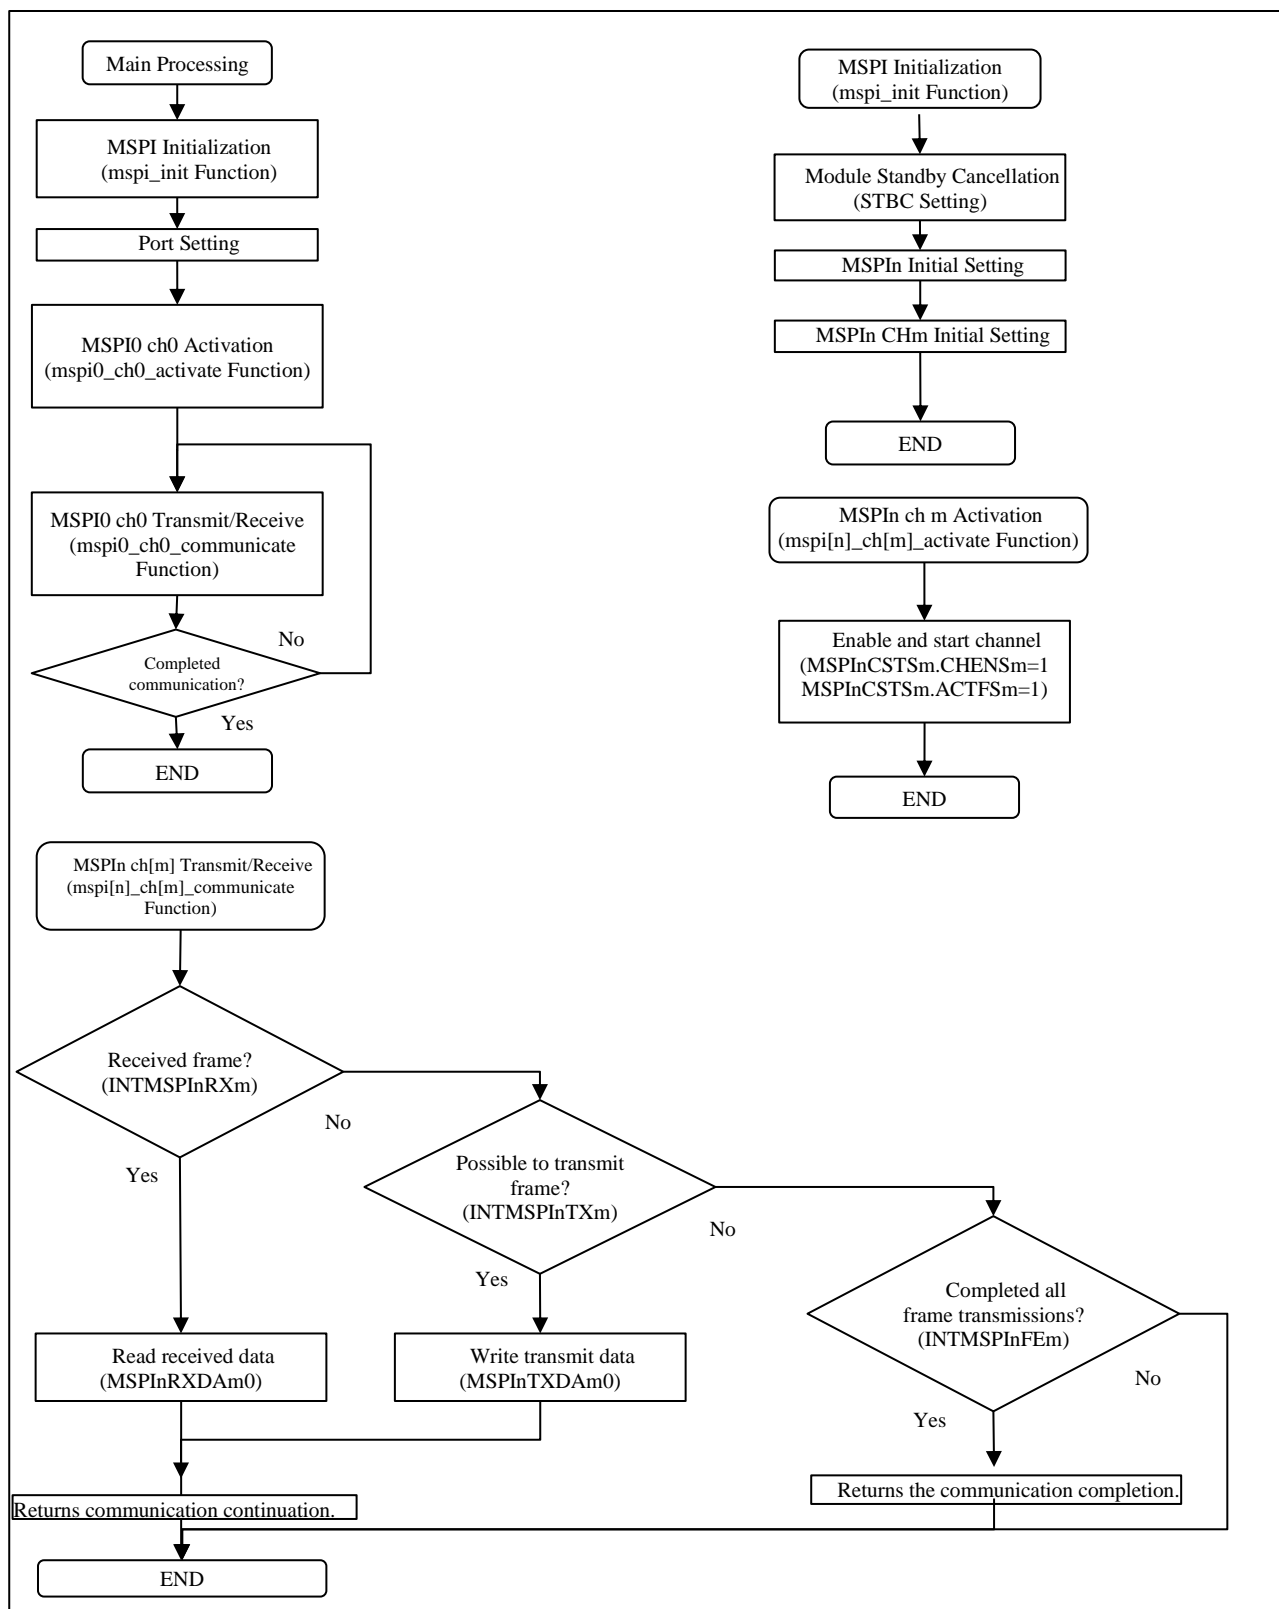 Main Processing
MSPI Initialization
(mspi_init Function)
Port Setting
MSPI0 ch0 Activation
(mspi0_ch0_activate Function)
MSPI0 ch0 Transmit/Receive
(mspi0_ch0_communicate
Function)
No
Completed
communication?
Yes
END
MSPI Initialization
(mspi_init Function)
Module Standby Cancellation
(STBC Setting)
MSPIn Initial Setting
MSPIn CHm Initial Setting
END
MSPIn ch m Activation
(mspi[n]_ch[m]_activate Function)
Enable and start channel
(MSPInCSTSm.CHENSm=1
MSPInCSTSm.ACTFSm=1)
END
MSPIn ch[m] Transmit/Receive
(mspi[n]_ch[m]_communicate
Function)
Received frame?
(INTMSPInRXm)
No
Yes
Possible to transmit
frame?
(INTMSPInTXm)
No
Yes
Completed all
frame transmissions?
(INTMSPInFEm)
No
Yes
Read received data
(MSPInRXDAm0)
Write transmit data
(MSPInTXDAm0)
Returns communication continuation.
Returns the communication completion.
END